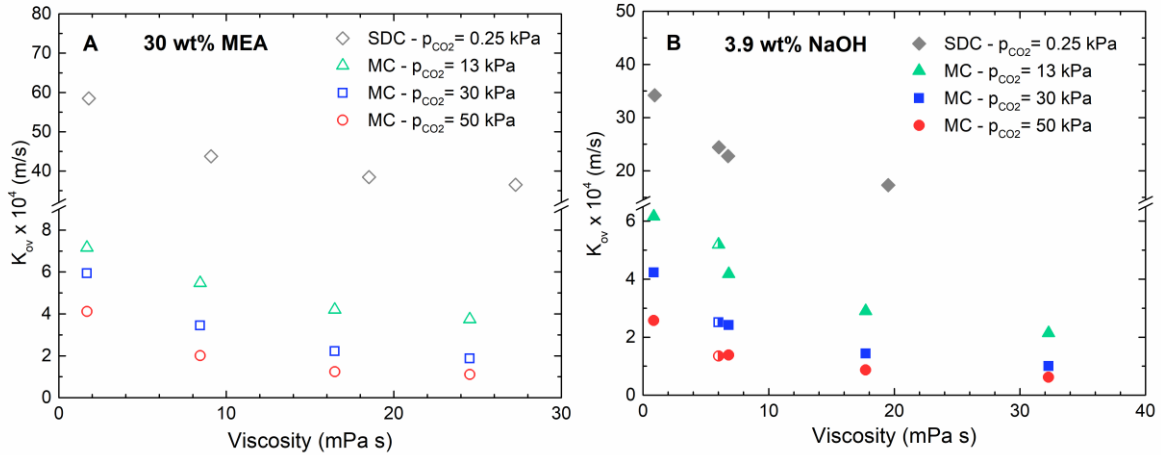 A 30 wt% MEA
SDC - pCO2= 0.25 kPa
MC - pCO2= 13 kPa
MC - pCO2= 30 kPa
MC - pCO2= 50 kPa
80
70
60
50
40
8
6
4
2
0
Kov x 10^4 (m/s)
0 10 20 30
Viscosity (mPa s)
B 3.9 wt% NaOH
SDC - pCO2= 0.25 kPa
MC - pCO2= 13 kPa
MC - pCO2= 30 kPa
MC - pCO2= 50 kPa
50
40
30
20
6
4
2
0
Kov x 10^4 (m/s)
0 10 20 30 40
Viscosity (mPa s)